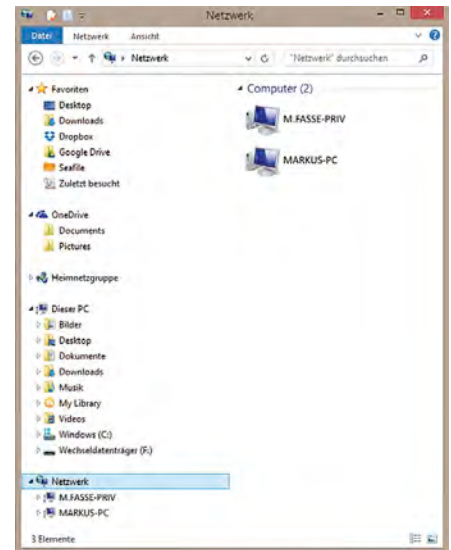 Netzwerk
Datei Netzwerk Ansicht
Netzwerk "Netzwerk" durchsuchen
Favoriten
Desktop
Downloads
Dropbox
Google Drive
Seafile
Zuletzt besucht
OneDrive
Documents
Pictures
Heimnetzgruppe
Dieser PC
Bilder
Desktop
Dokumente
Downloads
Musik
My Library
Videos
Windows (C:)
Wechseldatenträger (F:)
Netzwerk
M.FASSE-PRIV
MARKUS-PC
Computer (2)
M.FASSE-PRIV
MARKUS-PC
3 Elemente